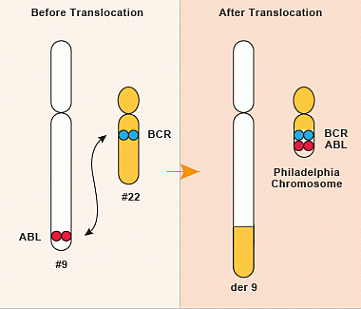 Before Translocation
BCR
#22
ABL
#9
After Translocation
BCR
ABL
Philadelphia
Chromosome
der 9